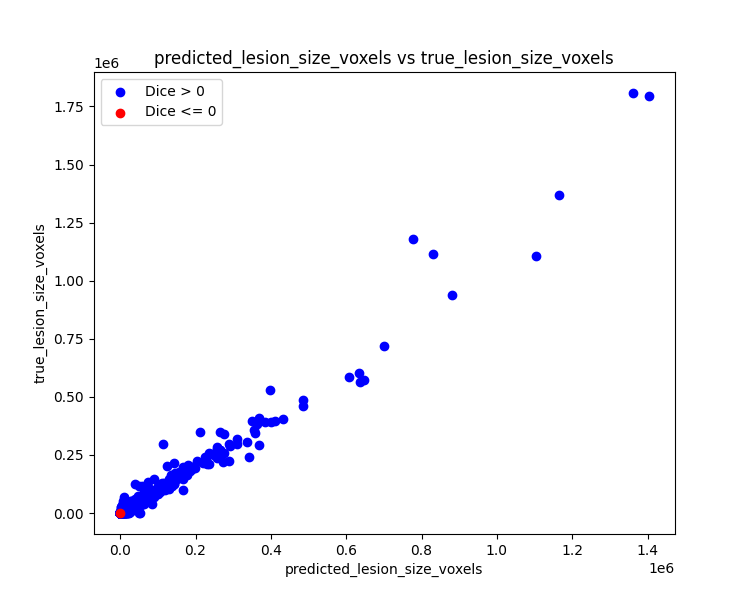 predicted_lesion_size_voxels vs true_lesion_size_voxels
1e6
Dice > 0
Dice <= 0
1.75
1.50
1.25
1.00
0.75
0.50
0.25
0.00
true_lesion_size_voxels
0.0 0.2 0.4 0.6 0.8 1.0 1.2 1.4
predicted_lesion_size_voxels
1e6